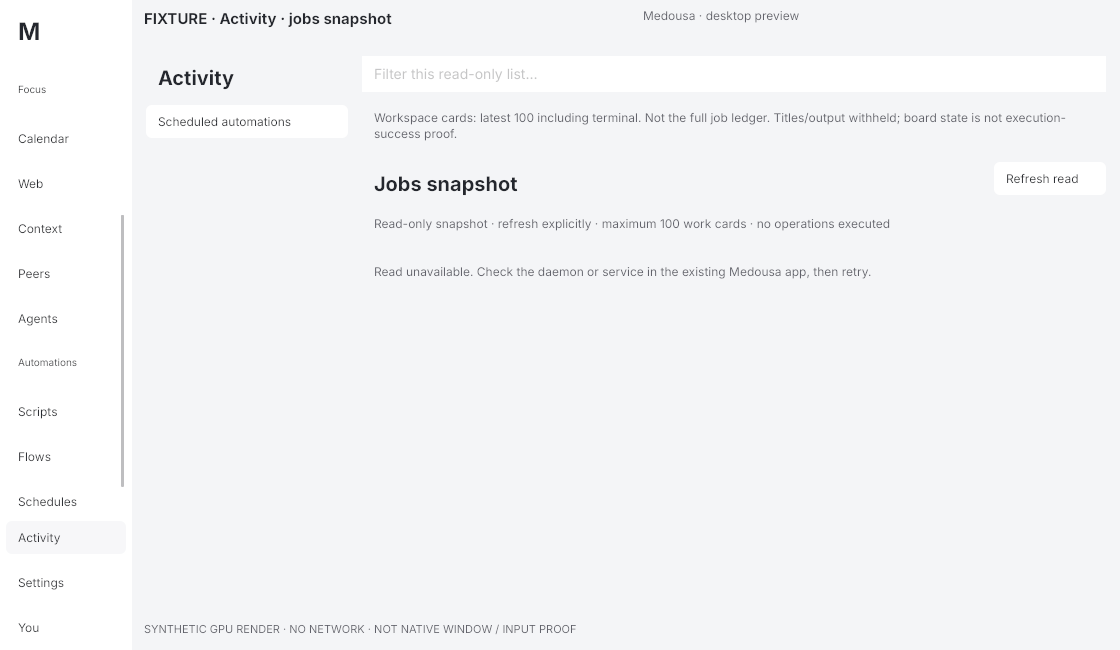 M
Focus
Calendar
Web
Context
Peers
Agents
Automations
Scripts
Flows
Schedules
Activity
Settings
You
FIXTURE · Activity · jobs snapshot
Medousa · desktop preview
Activity
Scheduled automations
Filter this read-only list...
Workspace cards: latest 100 including terminal. Not the full job ledger. Titles/output withheld; board state is not execution-
success proof.
Jobs snapshot
Refresh read
Read-only snapshot · refresh explicitly · maximum 100 work cards · no operations executed
Read unavailable. Check the daemon or service in the existing Medousa app, then retry.
SYNTHETIC GPU RENDER · NO NETWORK · NOT NATIVE WINDOW / INPUT PROOF